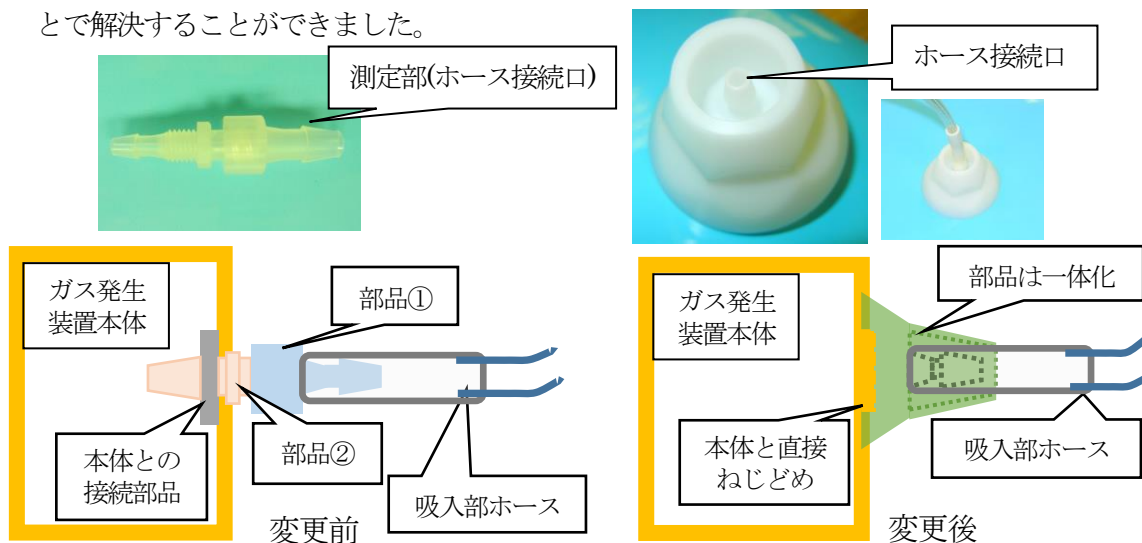 とで解決することができました。
測定部(ホース接続口)
ホース接続口
ガス発生
装置本体
部品①
部品②
本体との
接続部品
吸入部ホース
変更前
ガス発生
装置本体
部品は一体化
本体と直接
ねじどめ
吸入部ホース
変更後